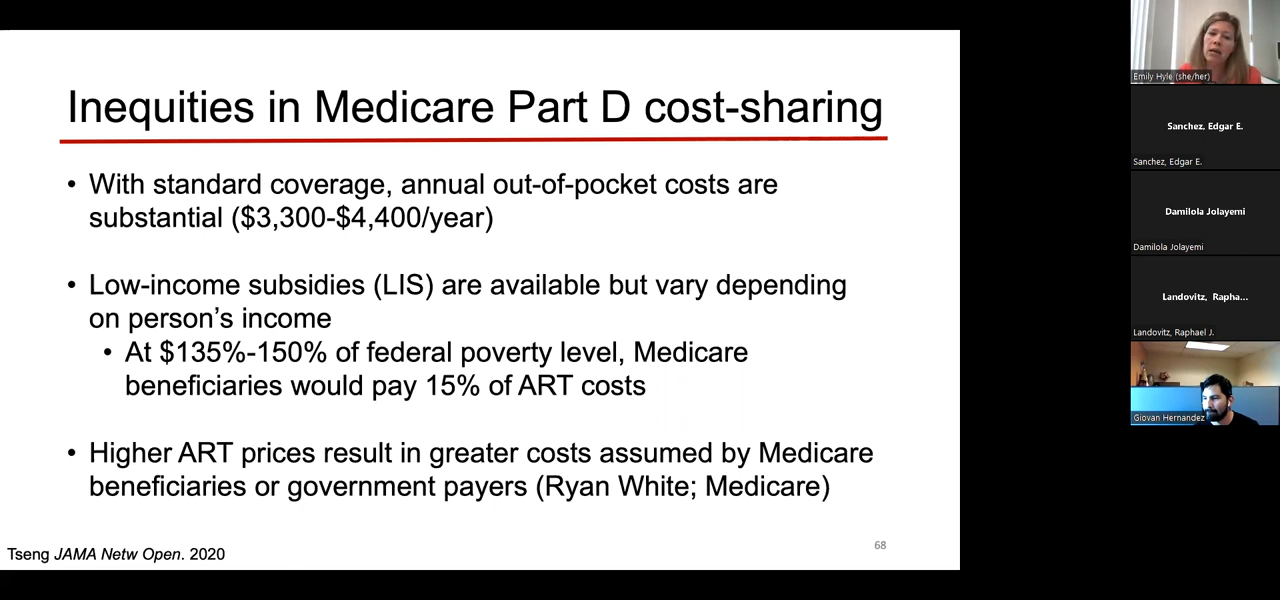 Inequities in Medicare Part D cost-sharing
• With standard coverage, annual out-of-pocket costs are
substantial ($3,300-$4,400/year)
• Low-income subsidies (LIS) are available but vary depending
on person’s income
• At $135%-150% of federal poverty level, Medicare
beneficiaries would pay 15% of ART costs
• Higher ART prices result in greater costs assumed by Medicare
beneficiaries or government payers (Ryan White; Medicare)
Tseng JAMA Netw Open. 2020
68
Emily Hyle (she/her)
Sanchez, Edgar E.
Sanchez, Edgar E.
Damilola Jolayemi
Damilola Jolayemi
Landovitz, Rapha...
Landovitz, Raphael J.
Giovan Hernandez